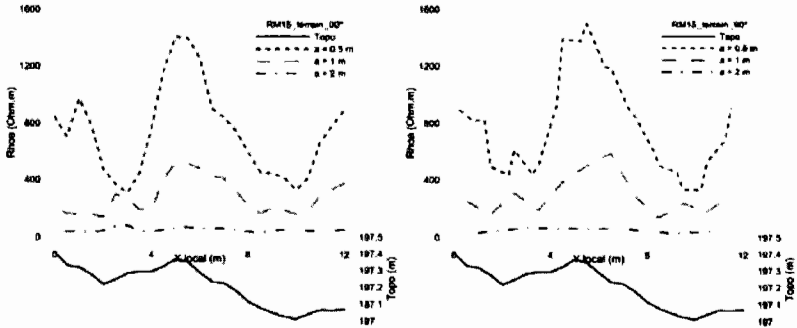 1600
1200
800
400
0
Rhoa (Ohm.m)
RM15_terrain_00°
Topo
a = 0.5 m
a = 1 m
a = 2 m
0 4 8 12
X local (m)
197.5
197.4
197.3
197.2
197.1
197
Topo (m)
1600
1200
800
400
0
Rhoa (Ohm.m)
RM15_terrain_90°
Topo
a = 0.5 m
a = 1 m
a = 2 m
0 4 8 12
X local (m)
197.5
197.4
197.3
197.2
197.1
197
Topo (m)